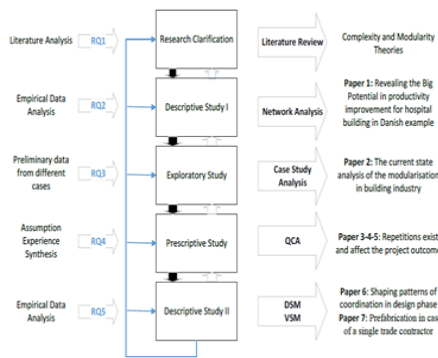 Literature Analysis
RQ1
Research Clarification
Literature Review
Complexity and Modularity
Theories
Empirical Data
Analysis
RQ2
Descriptive Study I
Network Analysis
Paper 1: Revealing the Big
Potential in productivity
improvement for hospital
building in Danish example
Preliminary data
from different
cases
RQ3
Exploratory Study
Case Study
Analysis
Paper 2: The current state
analysis of the modularisation
in building industry
Assumption
Experience
Synthesis
RQ4
Prescriptive Study
QCA
Paper 3-4-5: Repetitions exist
and affect the project outcome
Empirical Data
Analysis
RQ5
Descriptive Study II
DSM
VSM
Paper 6: Shaping patterns of
coordination in design phase
Paper 7: Prefabrication in case
of a single trade contractor